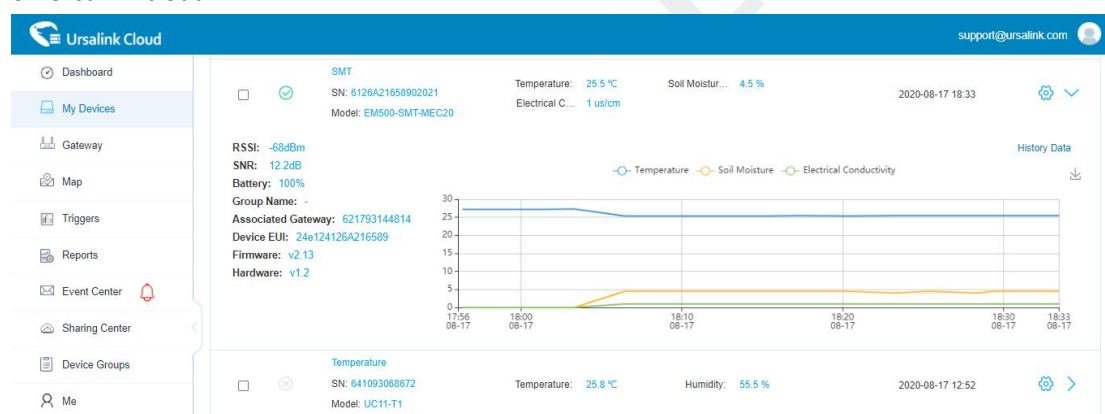 Ursalink Cloud
support@ursalink.com
Dashboard
My Devices
Gateway
Map
Triggers
Reports
Event Center
Sharing Center
Device Groups
Me
SMT
SN: 6126A21658902021
Model: EM500-SMT-MEC20
Temperature: 25.5 ℃
Soil Moistur... 4.5 %
Electrical C... 1 us/cm
2020-08-17 18:33
RSSI: -68dBm
SNR: 12.2dB
Battery: 100%
Group Name: -
Associated Gateway: 621793144814
Device EUI: 24e124126A216589
Firmware: v2.13
Hardware: v1.2
History Data
Temperature Soil Moisture Electrical Conductivity
30
25
20
15
10
5
0
17:56 18:00 18:10 18:20 18:30 18:33
08-17 08-17 08-17 08-17 08-17 08-17
Temperature
SN: 641093068672
Model: UC11-T1
Temperature: 25.8 ℃
Humidity: 55.5 %
2020-08-17 12:52